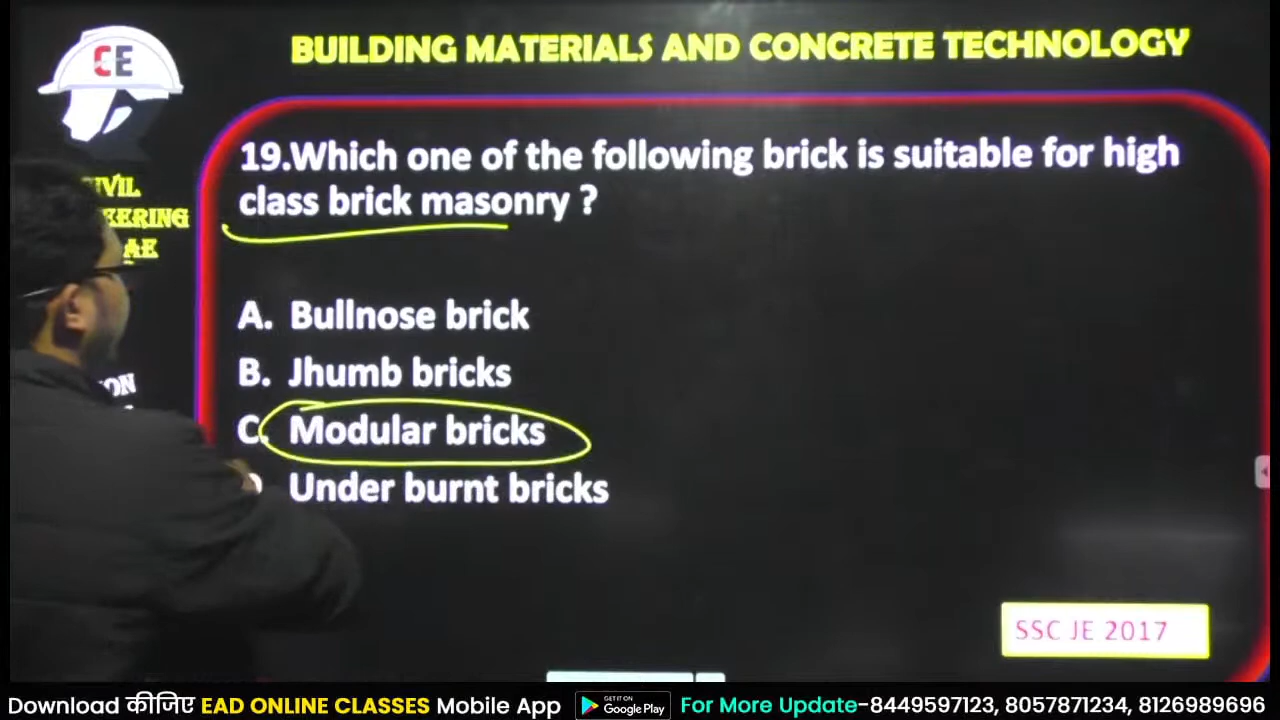 CE
BUILDING MATERIALS AND CONCRETE TECHNOLOGY
19.Which one of the following brick is suitable for high
class brick masonry ?
A. Bullnose brick
B. Jhumb bricks
C. Modular bricks
Under burnt bricks
SSC JE 2017
Download कीजिए EAD ONLINE CLASSES Mobile App GET IT ON Google Play For More Update-8449597123, 8057871234, 8126989696